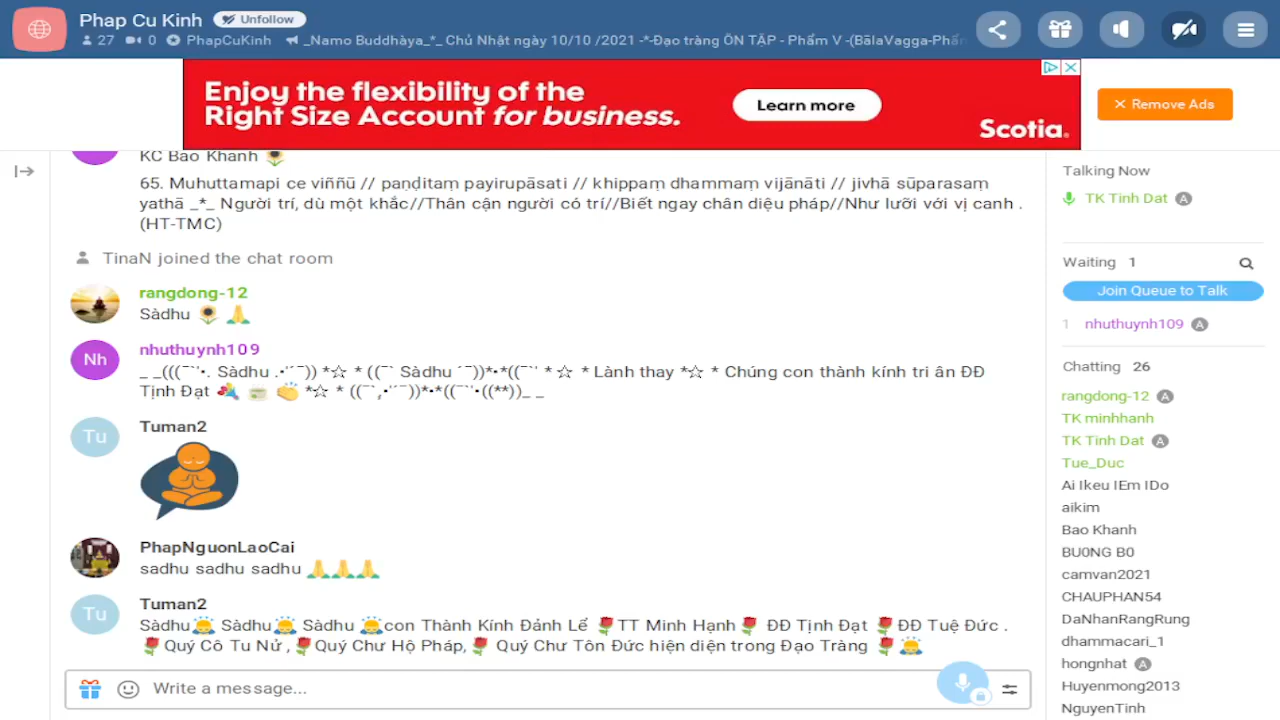 Phap Cu Kinh Unfollow
27 0 PhapCuKinh _Namo Buddhàya_*_ Chủ Nhật ngày 10/10 /2021 -*-Đạo tràng ÔN TẬP - Phẩm V -(BālaVagga-Phẩm
Enjoy the flexibility of the
Right Size Account for business.
Learn more
Scotia.
Remove Ads
KC Bao Khanh
65. Muhuttamapi ce viññū // paṇḍitaṃ payirupāsati // khippaṃ dhammaṃ vijānāti // jivhā sūparasaṃ
yathā _*_ Người trí, dù một khắc//Thân cận người có trí//Biết ngay chân diệu pháp//Như lưỡi với vị canh .
(HT-TMC)
TinaN joined the chat room
rangdong-12
Sàdhu
Nh
nhuthuynh109
_ _(((¯`'•. Sàdhu .•'´¯)) *☆ * ((¯` Sàdhu ´¯))*•*((¯`' * ☆ * Lành thay *☆ * Chúng con thành kính tri ân ĐĐ
Tịnh Đạt *☆ * ((¯`,•'´¯))*•*((¯`'•((**))_ _
Tu
Tuman2
PhapNguonLaoCai
sadhu sadhu sadhu
Tu
Tuman2
Sàdhu Sàdhu Sàdhu con Thành Kính Đảnh Lế TT Minh Hạnh ĐĐ Tịnh Đạt ĐĐ Tuệ Đức .
Quý Cô Tu Nử , Quý Chư Hộ Pháp, Quý Chư Tôn Đức hiện diện trong Đạo Tràng
Write a message...
Talking Now
TK Tinh Dat A
Waiting 1
Join Queue to Talk
1 nhuthuynh109 A
Chatting 26
rangdong-12 A
TK minhhanh
TK Tinh Dat A
Tue_Duc
Ai Ikeu IEm IDo
aikim
Bao Khanh
BU0NG B0
camvan2021
CHAUPHAN54
DaNhanRangRung
dhammacari_1
hongnhat A
Huyenmong2013
NguyenTinh